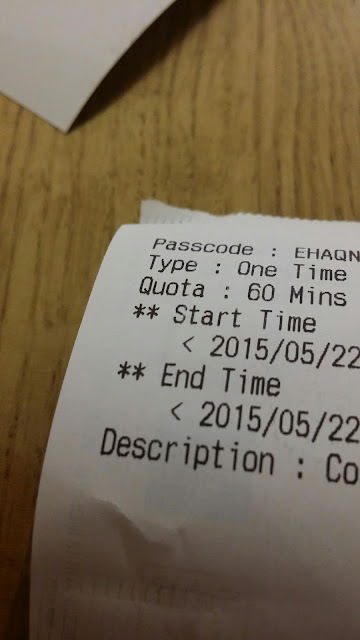 Passcode : EHAQN
Type : One Time
Quota : 60 Mins
** Start Time
< 2015/05/22
** End Time
< 2015/05/22
Description : Co